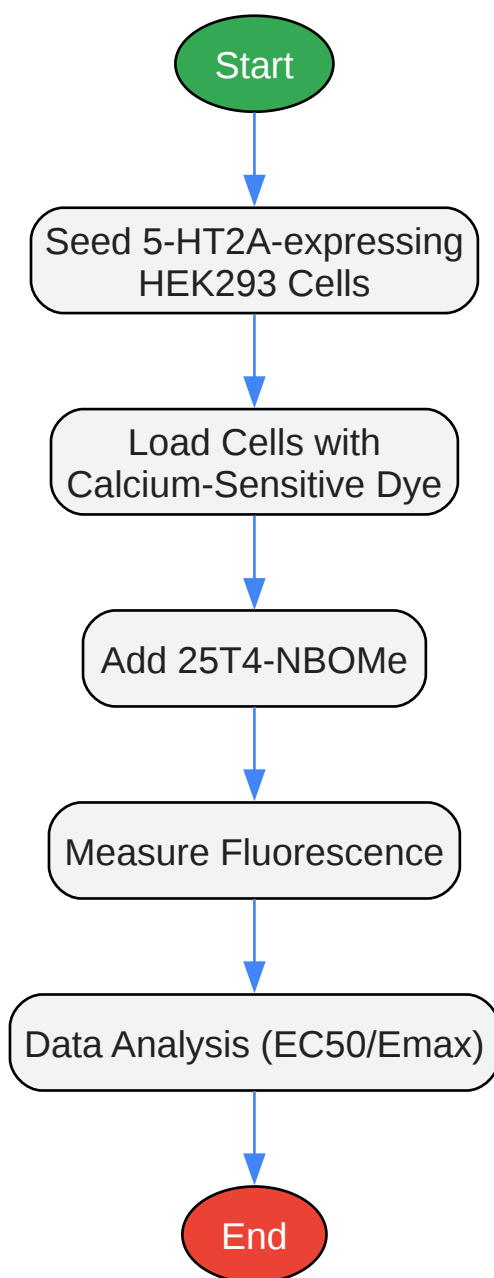 Start
Seed 5-HT2A-expressing
HEK293 Cells
Load Cells with
Calcium-Sensitive Dye
Add 25T4-NBOMe
Measure Fluorescence
Data Analysis (EC50/Emax)
End